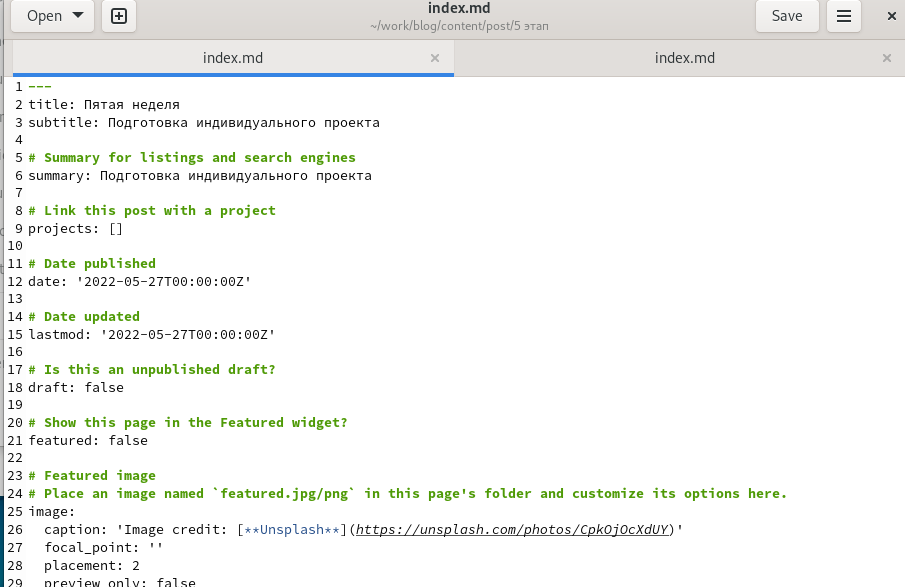 Open
index.md
~/work/blog/content/post/5 этап
Save
index.md
index.md
1 ---
2 title: Пятая неделя
3 subtitle: Подготовка индивидуального проекта
4
5 # Summary for listings and search engines
6 summary: Подготовка индивидуального проекта
7
8 # Link this post with a project
9 projects: []
10
11 # Date published
12 date: '2022-05-27T00:00:00Z'
13
14 # Date updated
15 lastmod: '2022-05-27T00:00:00Z'
16
17 # Is this an unpublished draft?
18 draft: false
19
20 # Show this page in the Featured widget?
21 featured: false
22
23 # Featured image
24 # Place an image named `featured.jpg/png` in this page's folder and customize its options here.
25 image:
26   caption: 'Image credit: [**Unsplash**](https://unsplash.com/photos/CpkOjOcXdUY)'
27   focal_point: ''
28   placement: 2
29   preview_only: false